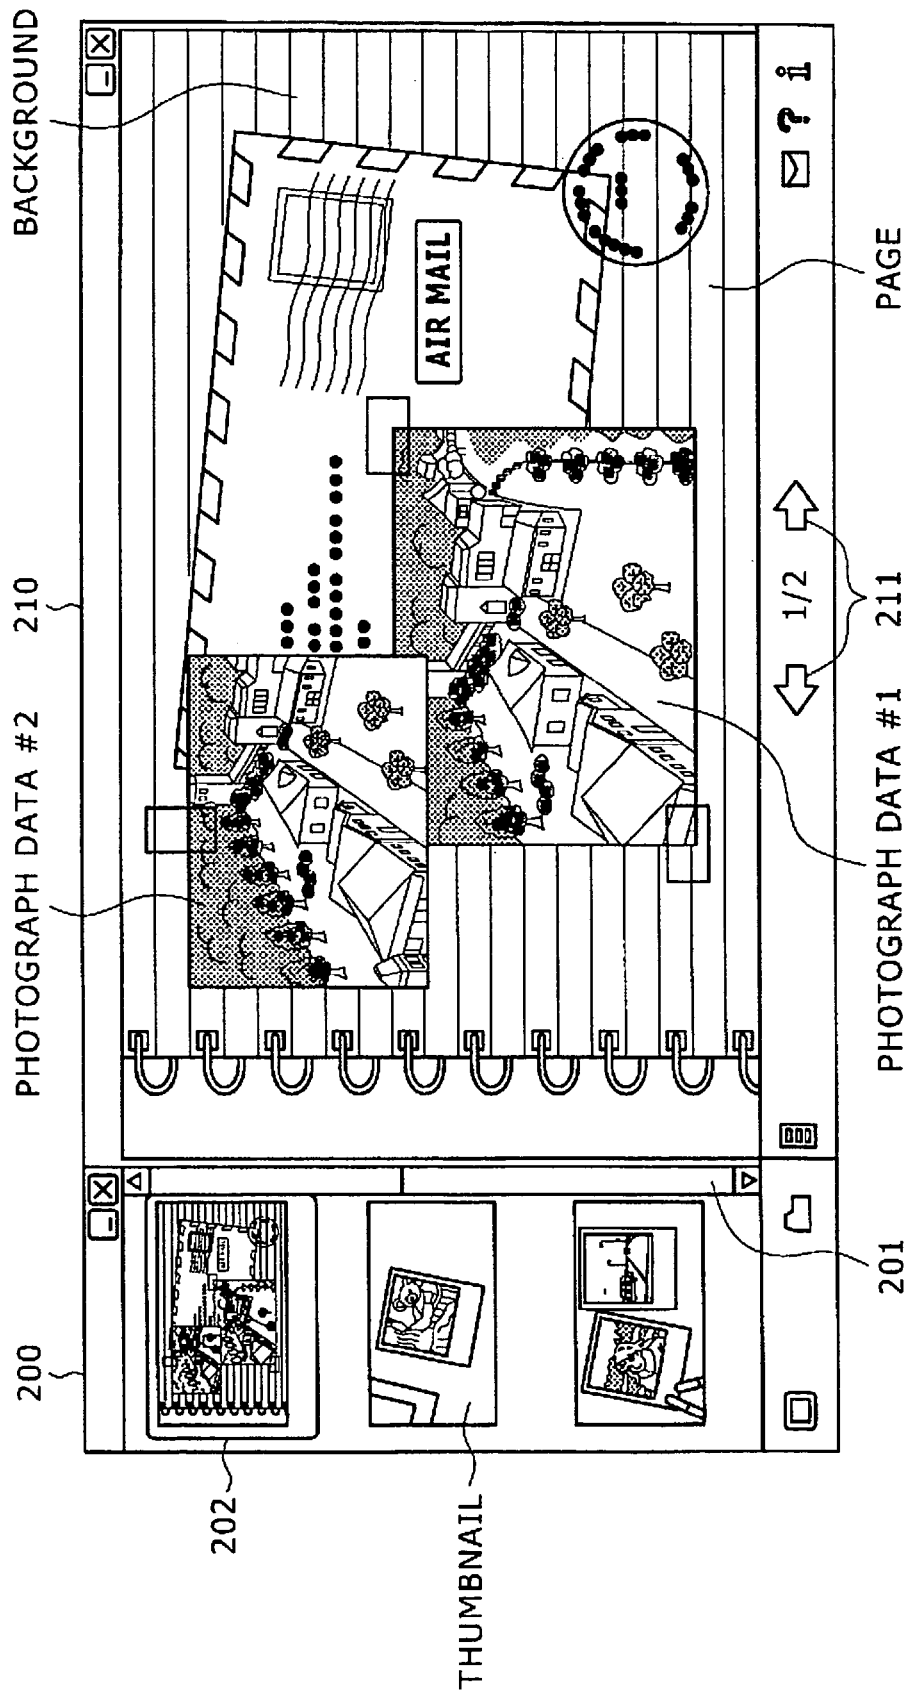 BACKGROUND
210
PHOTOGRAPH DATA #2
200
202
THUMBNAIL
AIR MAIL
?
i
1/2
PAGE
211
PHOTOGRAPH DATA #1
201